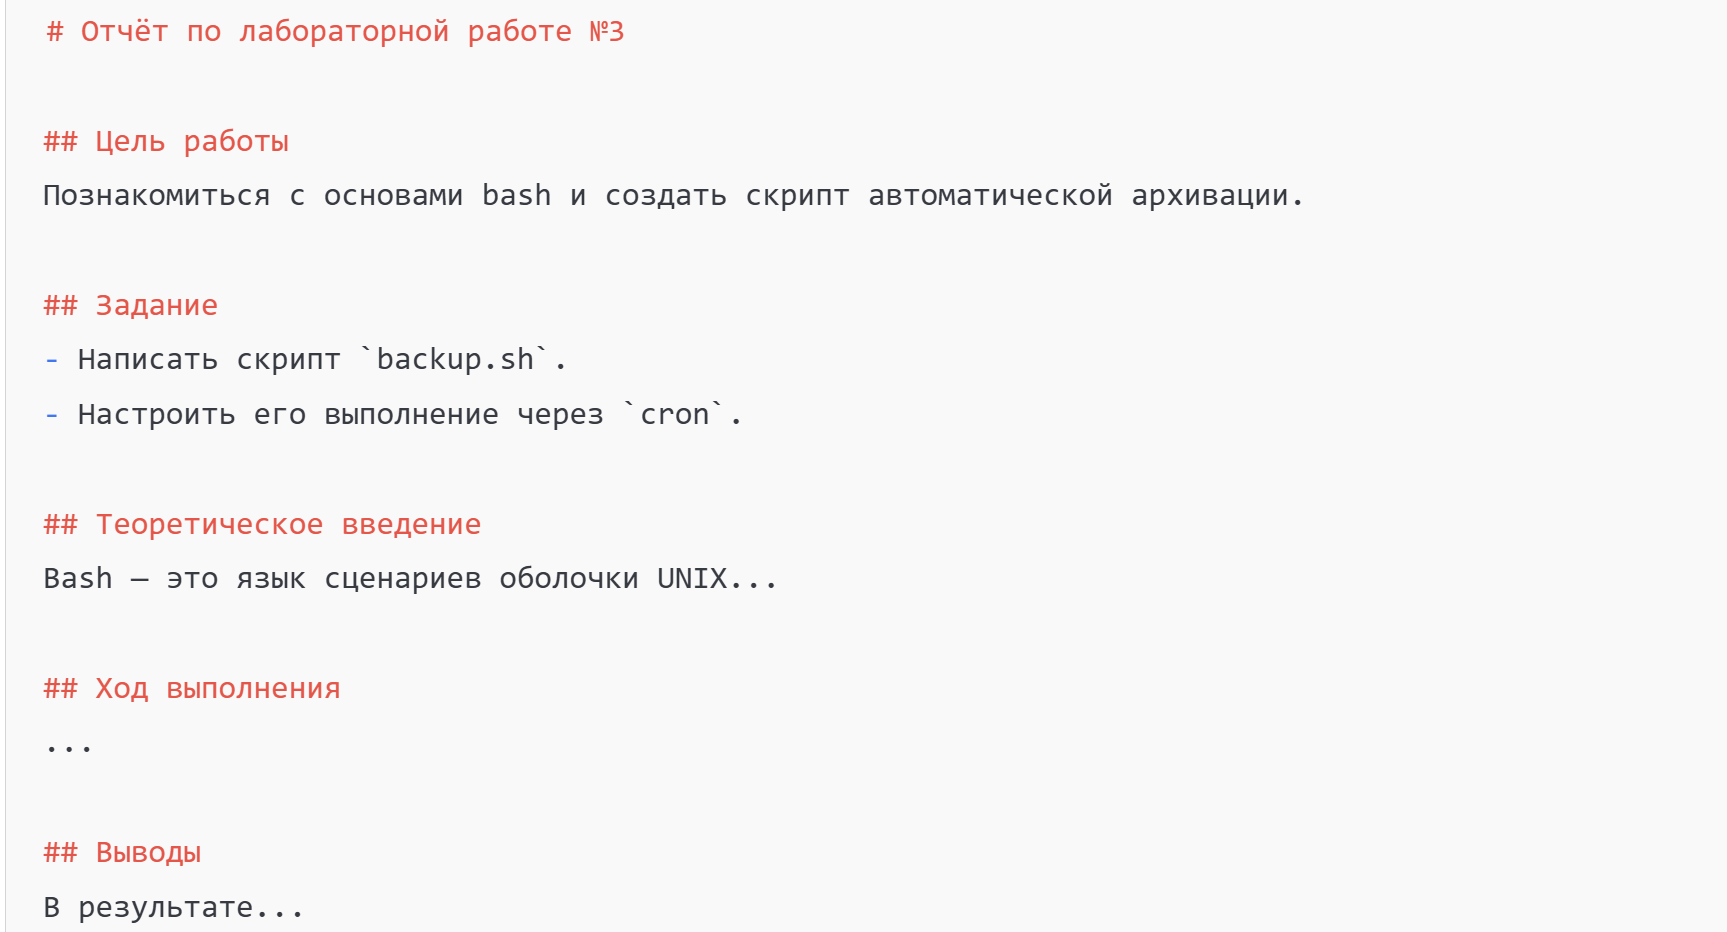 # Отчёт по лабораторной работе №3
## Цель работы
Познакомиться с основами bash и создать скрипт автоматической архивации.
## Задание
- Написать скрипт `backup.sh`.
- Настроить его выполнение через `cron`.
## Теоретическое введение
Bash — это язык сценариев оболочки UNIX...
## Ход выполнения
...
## Выводы
В результате...